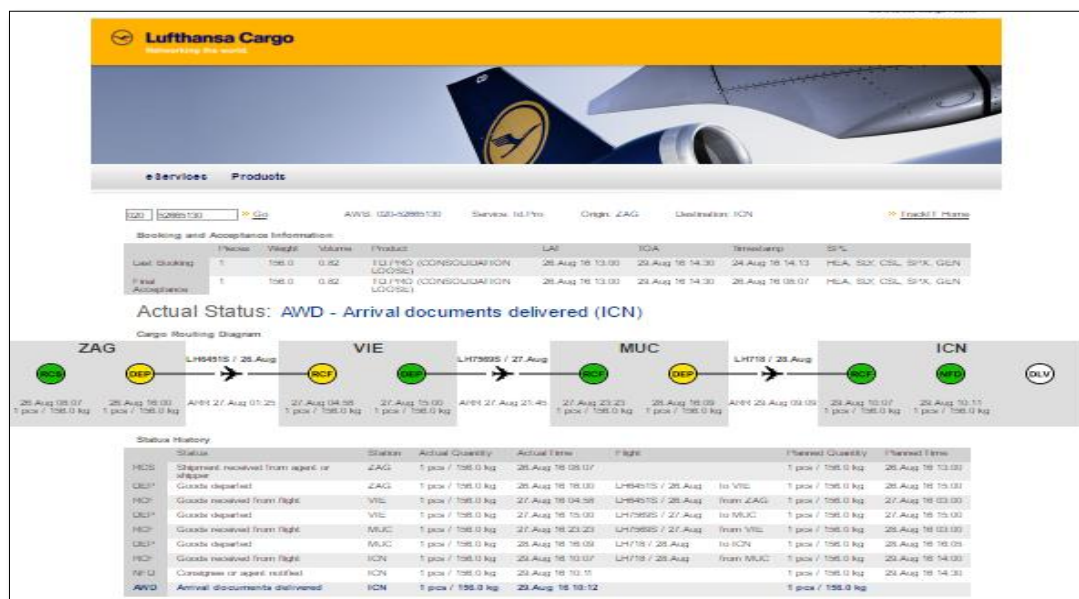 Lufthansa Cargo
Networking the world.
eServices Products
020 52665130 » Go AWB: 020-52665130 Service: td.Pro Origin: ZAG Destination: ICN » TrackIT Home
Booking and Acceptance Information
Pieces Weight Volume Product LAT TOA Timestamp SPL
Last Booking 1 156.0 0.82 TD.PRO (CONSOLIDATION LOOSE) 26.Aug 16 13:00 29.Aug 16 14:30 24.Aug 16 14:13 HEA, SLY, CSL, SPX, GEN
Final Acceptance 1 156.0 0.82 TD.PRO (CONSOLIDATION LOOSE) 26.Aug 16 13:00 29.Aug 16 14:30 26.Aug 16 08:07 HEA, SLY, CSL, SPX, GEN
Actual Status: AWD - Arrival documents delivered (ICN)
Cargo Routing Diagram
ZAG VIE MUC ICN
LH6451S / 26.Aug LH7569S / 27.Aug LH718 / 28.Aug
RCS DEP RCF DEP RCF DEP RCF NFD DLV
26.Aug 08:07 26.Aug 16:00 ARR 27.Aug 01:25 27.Aug 04:58 27.Aug 15:00 ARR 27.Aug 21:45 27.Aug 23:23 28.Aug 16:09 ARR 29.Aug 09:09 29.Aug 10:07 29.Aug 10:11
1 pcs / 156.0 kg 1 pcs / 156.0 kg 1 pcs / 156.0 kg 1 pcs / 156.0 kg 1 pcs / 156.0 kg 1 pcs / 156.0 kg 1 pcs / 156.0 kg 1 pcs / 156.0 kg
Status History
Status Station Actual Quantity Actual Time Flight Planned Quantity Planned Time
RCS Shipment received from agent or shipper ZAG 1 pcs / 156.0 kg 26.Aug 16 08:07 1 pcs / 156.0 kg 26.Aug 16 13:00
DEP Goods departed ZAG 1 pcs / 156.0 kg 26.Aug 16 16:00 LH6451S / 26.Aug to VIE 1 pcs / 156.0 kg 26.Aug 16 15:00
RCF Goods received from flight VIE 1 pcs / 156.0 kg 27.Aug 16 04:58 LH6451S / 26.Aug from ZAG 1 pcs / 156.0 kg 27.Aug 16 03:00
DEP Goods departed VIE 1 pcs / 156.0 kg 27.Aug 16 15:00 LH7569S / 27.Aug to MUC 1 pcs / 156.0 kg 27.Aug 16 15:00
RCF Goods received from flight MUC 1 pcs / 156.0 kg 27.Aug 16 23:23 LH7569S / 27.Aug from VIE 1 pcs / 156.0 kg 28.Aug 16 03:00
DEP Goods departed MUC 1 pcs / 156.0 kg 28.Aug 16 16:09 LH718 / 28.Aug to ICN 1 pcs / 156.0 kg 28.Aug 16 16:05
RCF Goods received from flight ICN 1 pcs / 156.0 kg 29.Aug 16 10:07 LH718 / 28.Aug from MUC 1 pcs / 156.0 kg 29.Aug 16 14:00
NFD Consignee or agent notified ICN 1 pcs / 156.0 kg 29.Aug 16 10:11 1 pcs / 156.0 kg 29.Aug 16 14:30
AWD Arrival documents delivered ICN 1 pcs / 156.0 kg 29.Aug 16 10:12 1 pcs / 156.0 kg